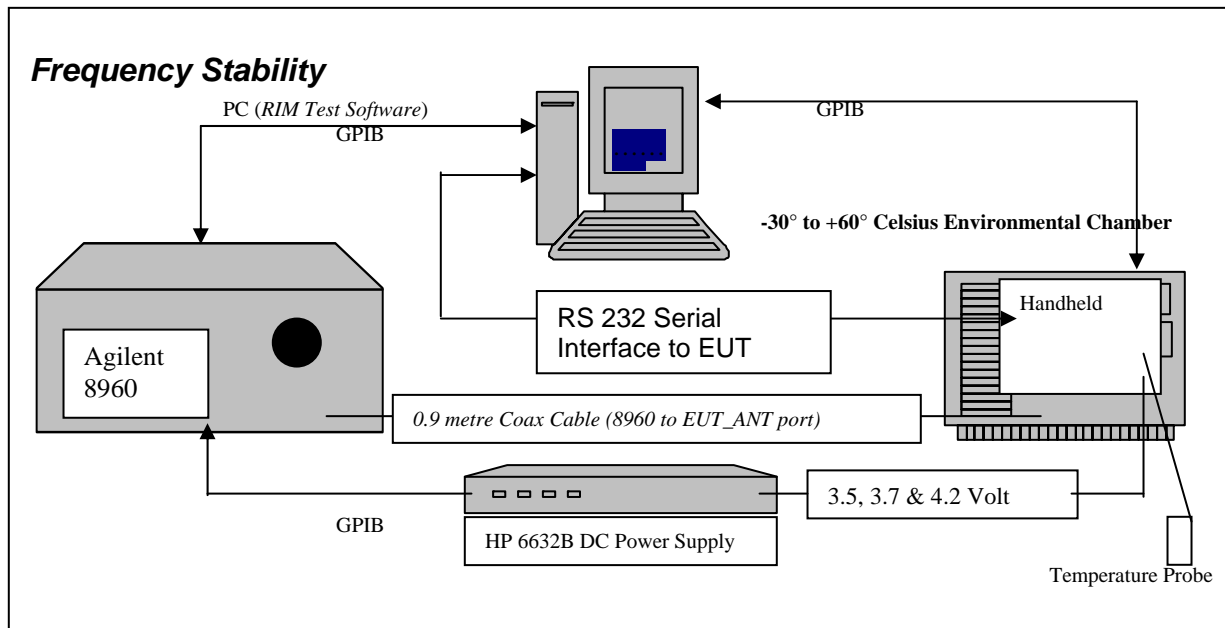 Frequency Stability
PC (RIM Test Software)
GPIB
GPIB
-30° to +60° Celsius Environmental Chamber
Handheld
RS 232 Serial
Interface to EUT
Agilent
8960
0.9 metre Coax Cable (8960 to EUT_ANT port)
3.5, 3.7 & 4.2 Volt
GPIB
HP 6632B DC Power Supply
Temperature Probe